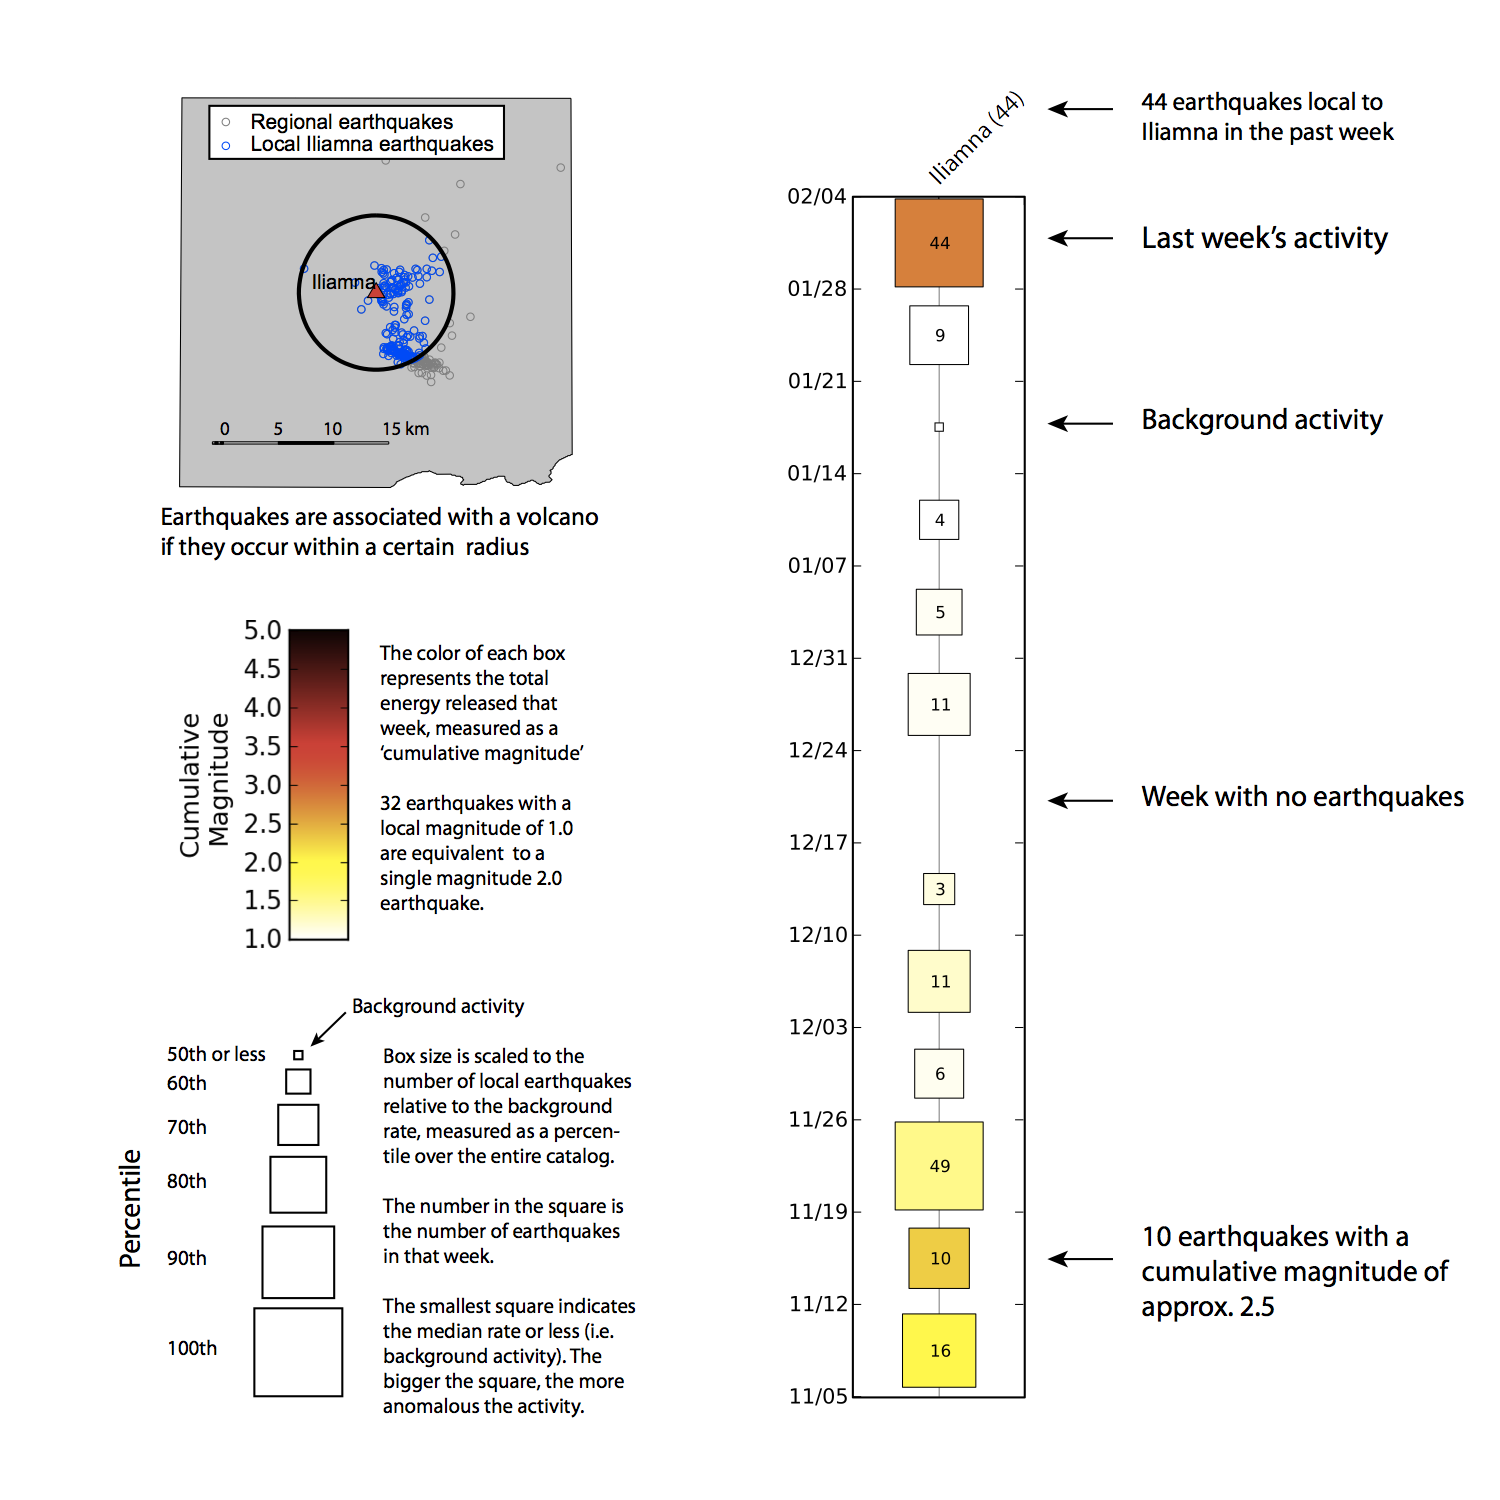 Regional earthquakes
Local Iliamna earthquakes
Iliamna
0 5 10 15 km
Earthquakes are associated with a volcano
if they occur within a certain radius
Cumulative
Magnitude
5.0
4.5
4.0
3.5
3.0
2.5
2.0
1.5
1.0
The color of each box
represents the total
energy released that
week, measured as a
‘cumulative magnitude’
32 earthquakes with a
local magnitude of 1.0
are equivalent to a
single magnitude 2.0
earthquake.
Background activity
Percentile
50th or less
60th
70th
80th
90th
100th
Box size is scaled to the
number of local earthquakes
relative to the background
rate, measured as a percen-
tile over the entire catalog.
The number in the square is
the number of earthquakes
in that week.
The smallest square indicates
the median rate or less (i.e.
background activity). The
bigger the square, the more
anomalous the activity.
Iliamna (44)
02/04
44
01/28
9
01/21
01/14
4
01/07
5
12/31
11
12/24
12/17
3
12/10
11
12/03
6
11/26
49
11/19
10
11/12
16
11/05
44 earthquakes local to
Iliamna in the past week
Last week’s activity
Background activity
Week with no earthquakes
10 earthquakes with a
cumulative magnitude of
approx. 2.5